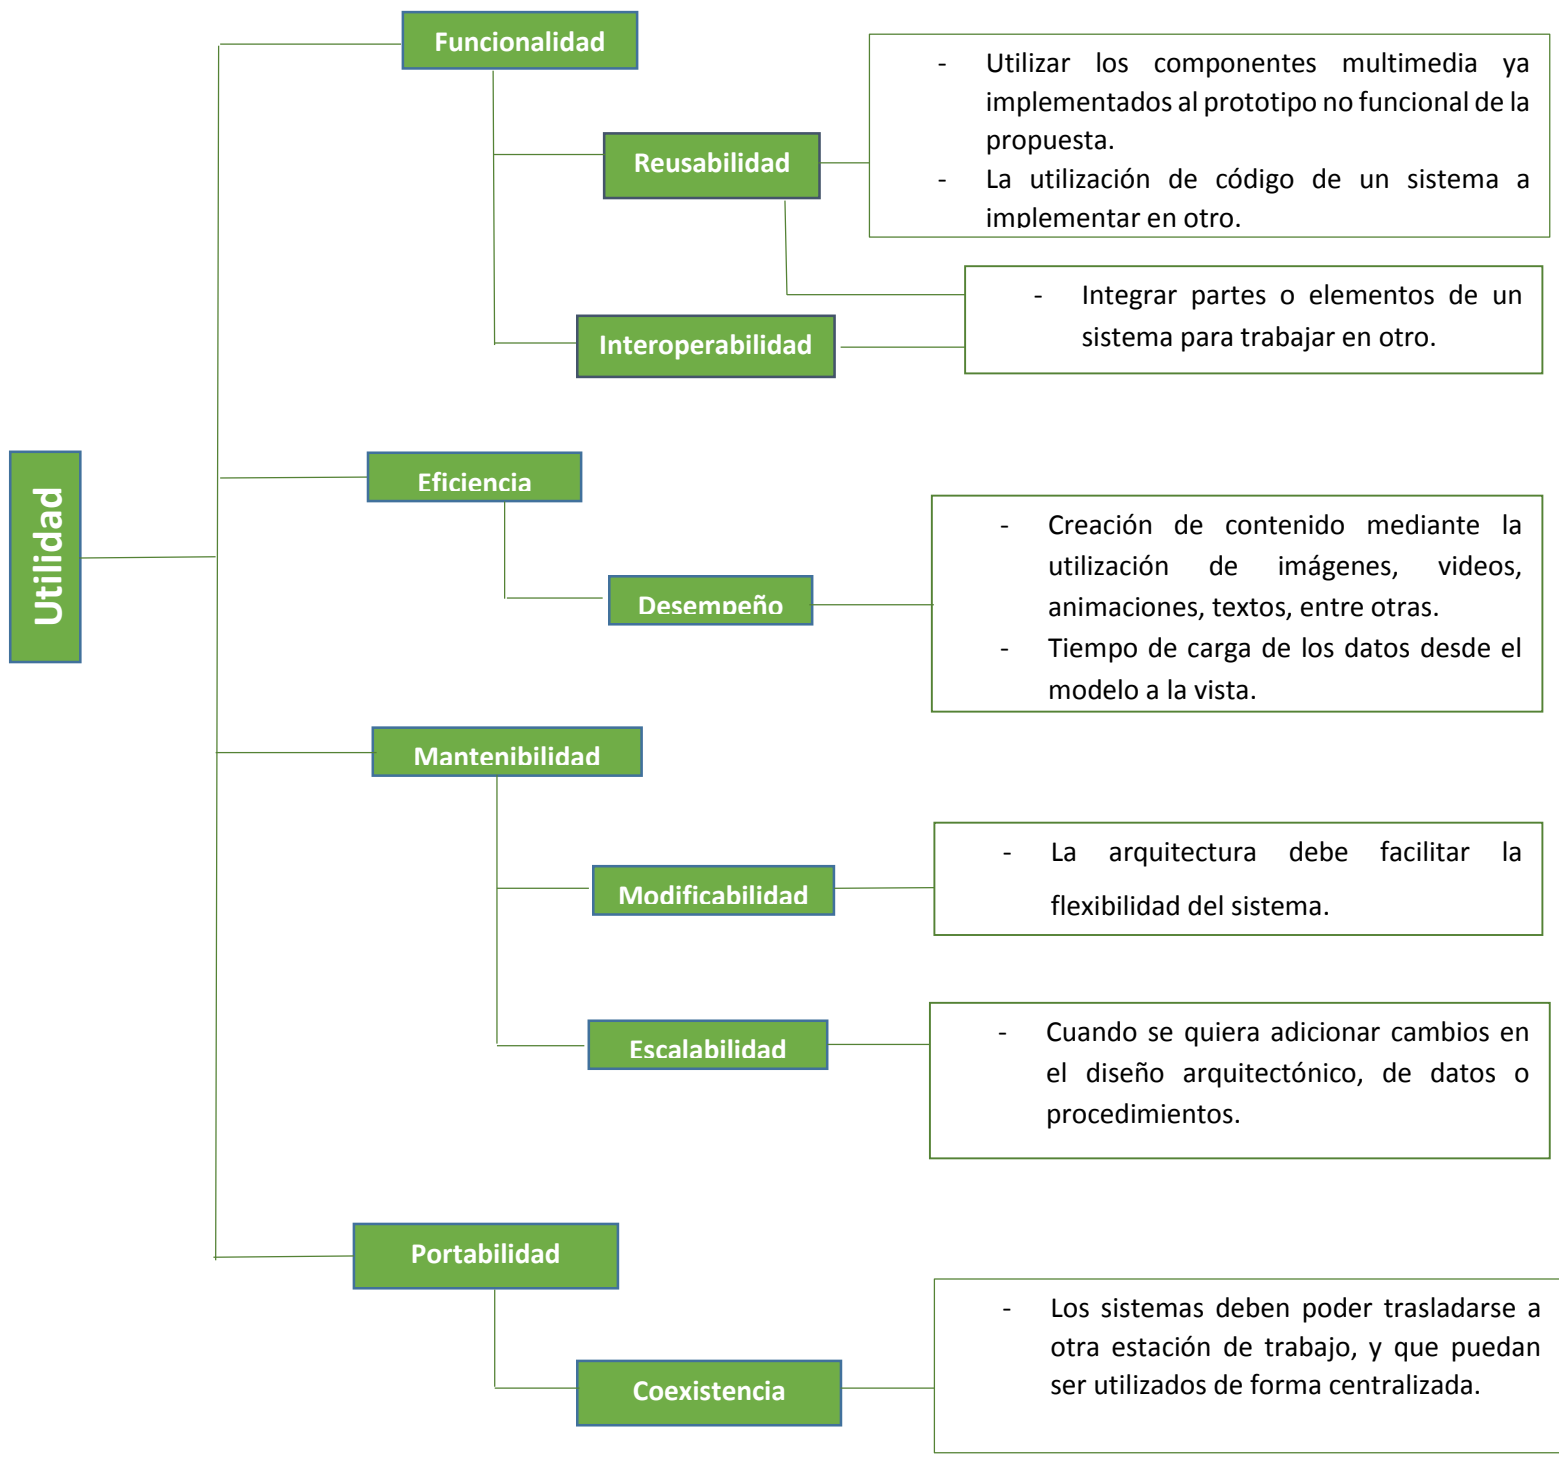 Funcionalidad
- Utilizar los componentes multimedia ya
implementados al prototipo no funcional de la
propuesta.
- La utilización de código de un sistema a
implementar en otro.
Reusabilidad
- Integrar partes o elementos de un
sistema para trabajar en otro.
Interoperabilidad
Utilidad
Eficiencia
- Creación de contenido mediante la
utilización de imágenes, videos,
animaciones, textos, entre otras.
- Tiempo de carga de los datos desde el
modelo a la vista.
Desempeño
Mantenibilidad
- La arquitectura debe facilitar la
flexibilidad del sistema.
Modificabilidad
- Cuando se quiera adicionar cambios en
el diseño arquitectónico, de datos o
procedimientos.
Escalabilidad
Portabilidad
- Los sistemas deben poder trasladarse a
otra estación de trabajo, y que puedan
ser utilizados de forma centralizada.
Coexistencia